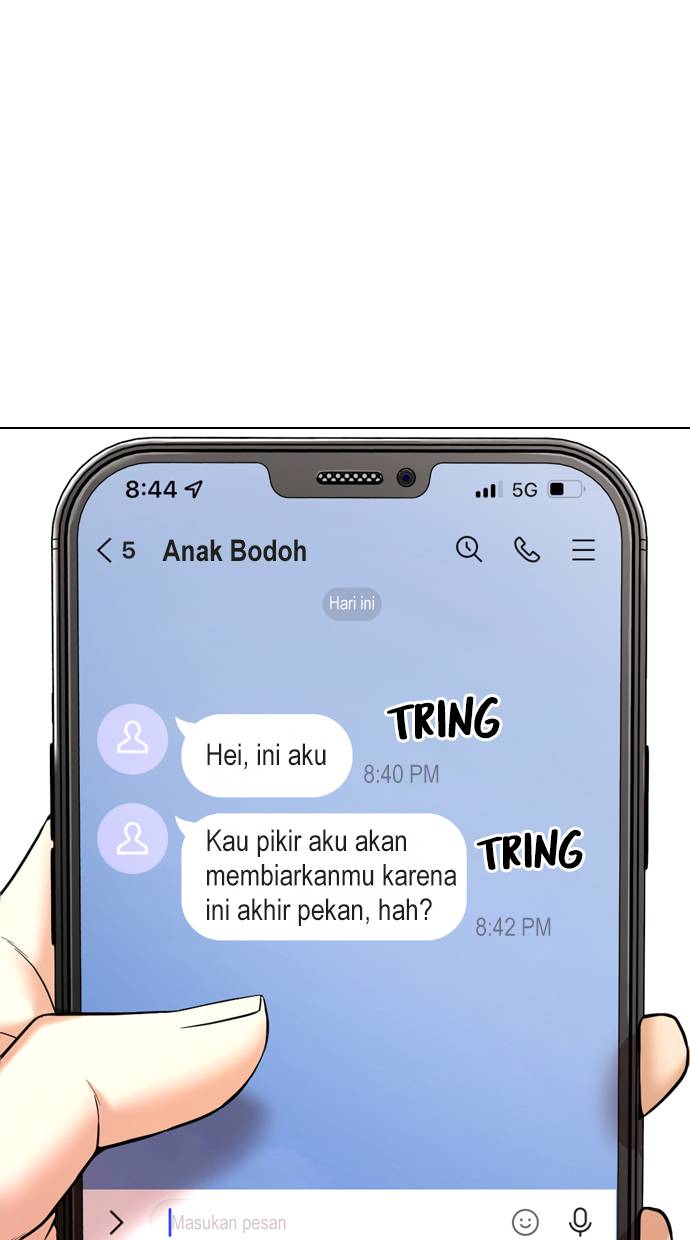 8:44
5G
5 Anak Bodoh
Hari ini
TRING
Hei, ini aku
8:40 PM
TRING
Kau pikir aku akan
membiarkanmu karena
ini akhir pekan, hah?
8:42 PM
Masukan pesan